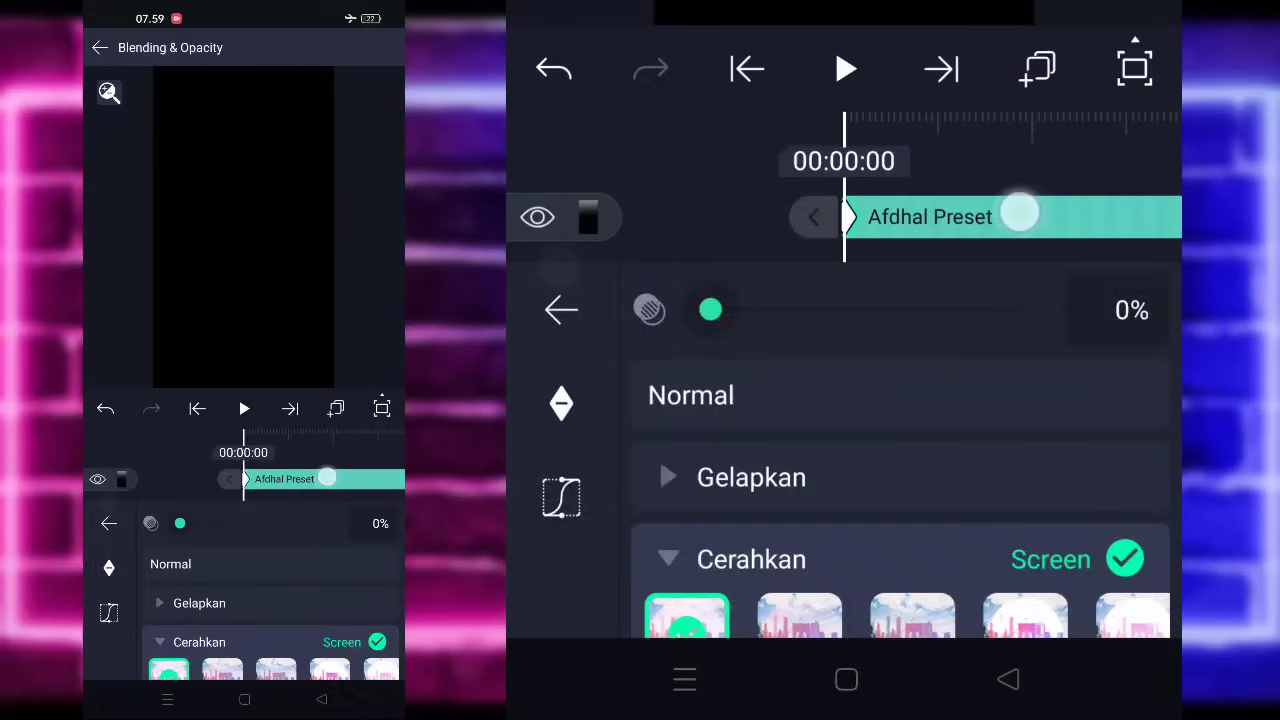 07.59
22
Blending & Opacity
00:00:00
Afdhal Preset
0%
Normal
Gelapkan
Cerahkan
Screen
00:00:00
Afdhal Preset
0%
Normal
Gelapkan
Cerahkan
Screen